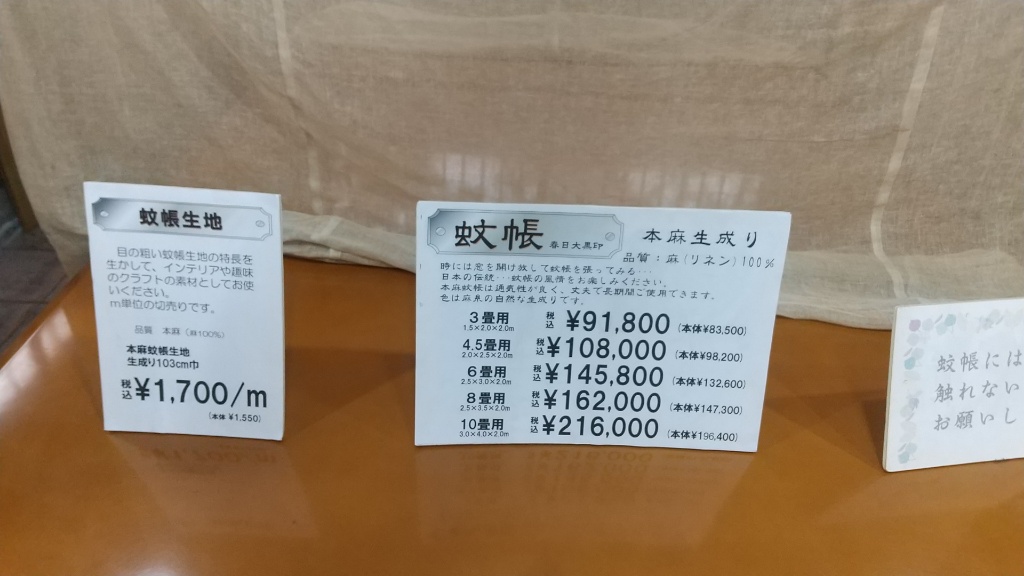 蚊帳生地
目の粗い蚊帳生地の特長を
生かして、インテリアや趣味
のクラフトの素材としてお使
いください。
m単位の切売りです。
品質 本麻（麻100%）
本麻蚊帳生地
生成り103cm巾
税込 ¥1,700/m
（本体 ¥1,550）
蚊帳 春日大黒印 本麻生成り
品質：麻(リネン)100%
時には窓を開け放して蚊帳を張ってみる・・・
日本の伝統・・・蚊帳の風情をお楽しみください。
本麻蚊帳は通気性が良く、丈夫で長期間ご使用できます。
色は麻糸の自然な生成りです。
3畳用 税込 ¥91,800（本体¥83,500）
1.5×2.0×2.0m
4.5畳用 税込 ¥108,000（本体¥98,200）
2.0×2.5×2.0m
6畳用 税込 ¥145,800（本体¥132,600）
2.5×3.0×2.0m
8畳用 税込 ¥162,000（本体¥147,300）
2.5×3.5×2.0m
10畳用 税込 ¥216,000（本体¥196,400）
3.0×4.0×2.0m
蚊帳には
触れない
お願いし